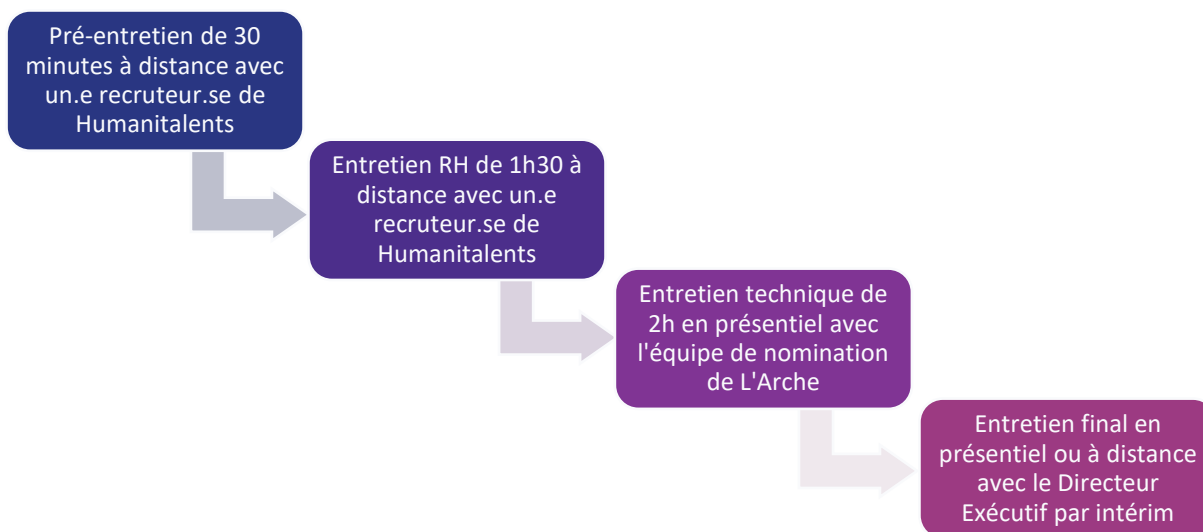 Pré-entretien de 30
minutes à distance avec
un.e recruteur.se de
Humanitalents
Entretien RH de 1h30 à
distance avec un.e
recruteur.se de
Humanitalents
Entretien technique de
2h en présentiel avec
l'équipe de nomination
de L'Arche
Entretien final en
présentiel ou à distance
avec le Directeur
Exécutif par intérim